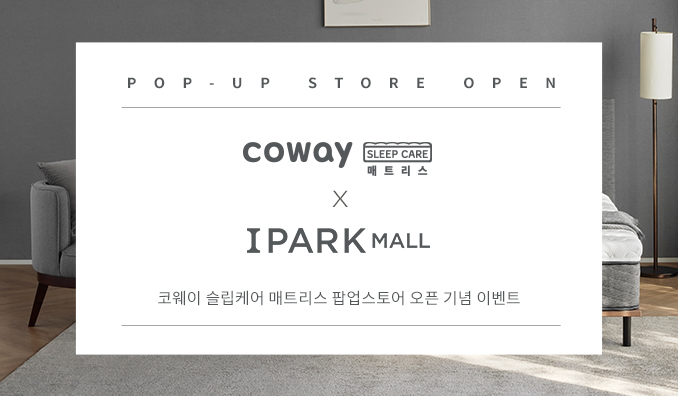 POP-UP STORE OPEN
coway SLEEP CARE
매트리스
X
IPARK MALL
코웨이 슬립케어 매트리스 팝업스토어 오픈 기념 이벤트